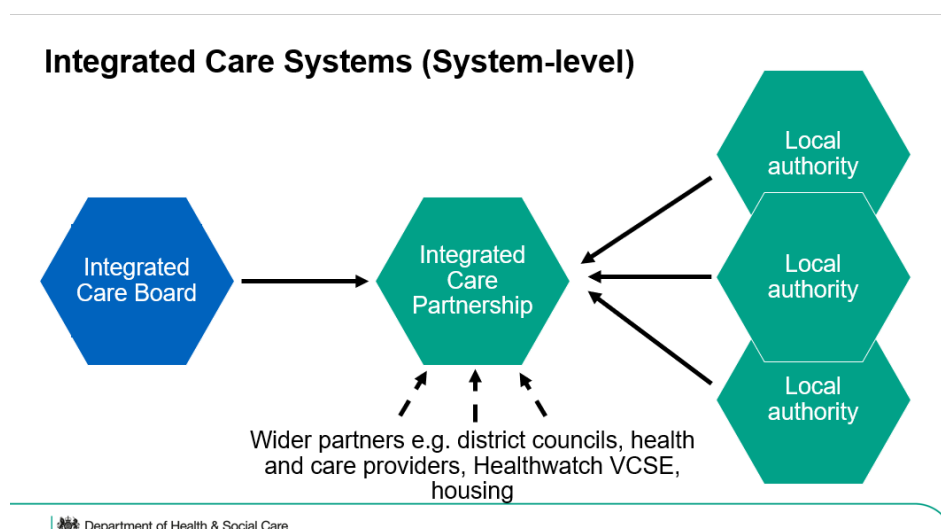 Integrated Care Systems (System-level)
Integrated
Care Board
Integrated
Care
Partnership
Local
authority
Local
authority
Local
authority
Wider partners e.g. district councils, health
and care providers, Healthwatch VCSE,
housing
Department of Health & Social Care